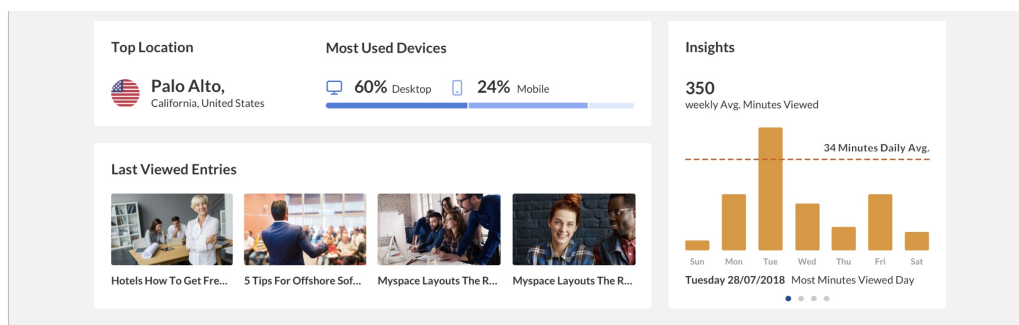 Top Location
Palo Alto,
California, United States
Most Used Devices
60% Desktop 24% Mobile
Last Viewed Entries
Hotels How To Get Fre...
5 Tips For Offshore Sof...
Myspace Layouts The R...
Myspace Layouts The R...
Insights
350
weekly Avg. Minutes Viewed
34 Minutes Daily Avg.
Sun Mon Tue Wed Thu Fri Sat
Tuesday 28/07/2018 Most Minutes Viewed Day